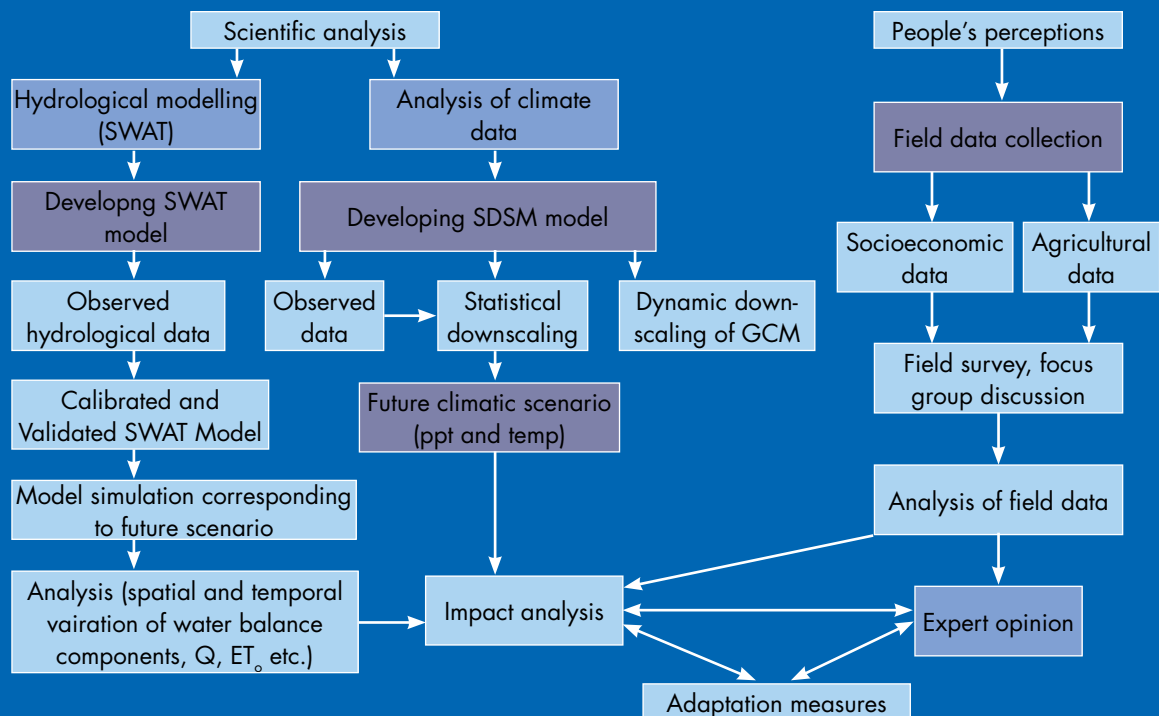 Scientific analysis
People's perceptions
Hydrological modelling
(SWAT)
Analysis of climate
data
Field data collection
Developng SWAT
model
Developing SDSM model
Socioeconomic
data
Agricultural
data
Observed
hydrological data
Observed
data
Statistical
downscaling
Dynamic down-
scaling of GCM
Field survey, focus
group discussion
Calibrated and
Validated SWAT Model
Future climatic scenario
(ppt and temp)
Model simulation corresponding
to future scenario
Analysis of field data
Analysis (spatial and temporal
vairation of water balance
components, Q, ETo etc.)
Impact analysis
Expert opinion
Adaptation measures